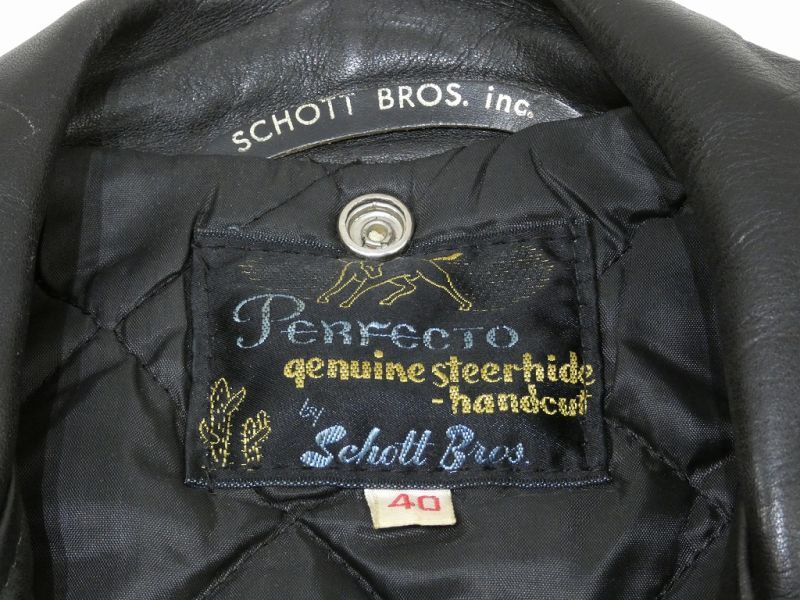 SCHOTT BROS. inc.
PERFECTO
genuine steerhide
-handcut
by
Schott Bros.
40